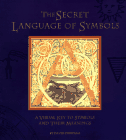 THE SECRET
LANGUAGE OF SYMBOLS
A VISUAL KEY TO SYMBOLS
AND THEIR MEANINGS